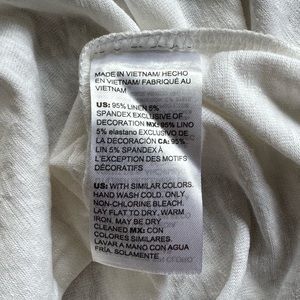 MADE IN VIETNAM/ HECHO
EN VIETNAM/ FABRIQUÉ AU
VIETNAM
US: 95% LINEN 5%
SPANDEX EXCLUSIVE OF
DECORATION MX: 95% LINO
5% elastano EXCLUSIVO DE
LA DECORACIÓN CA: 95%
LIN 5% SPANDEX À
L'EXCEPTION DES MOTIFS
DÉCORATIFS
US: WITH SIMILAR COLORS.
HAND WASH COLD. ONLY
NON-CHLORINE BLEACH.
LAY FLAT TO DRY. WARM
IRON. MAY BE DRY
CLEANED MX: CON
COLORES SIMILARES.
LAVAR A MANO CON AGUA
FRÍA. SOLAMENTE